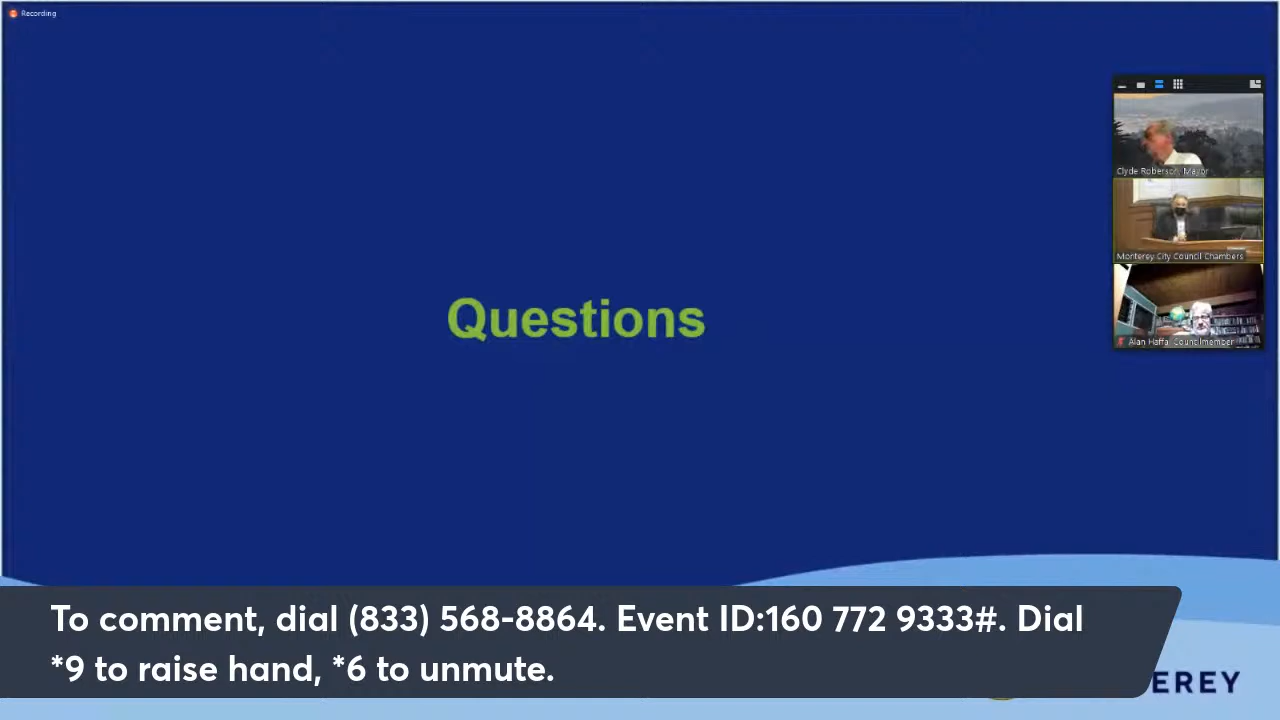 Recording
Clyde Roberson, Mayor
Monterey City Council Chambers
Questions
Alan Haffa, Councilmember
To comment, dial (833) 568-8864. Event ID:160 772 9333#. Dial
*9 to raise hand, *6 to unmute.
EREY